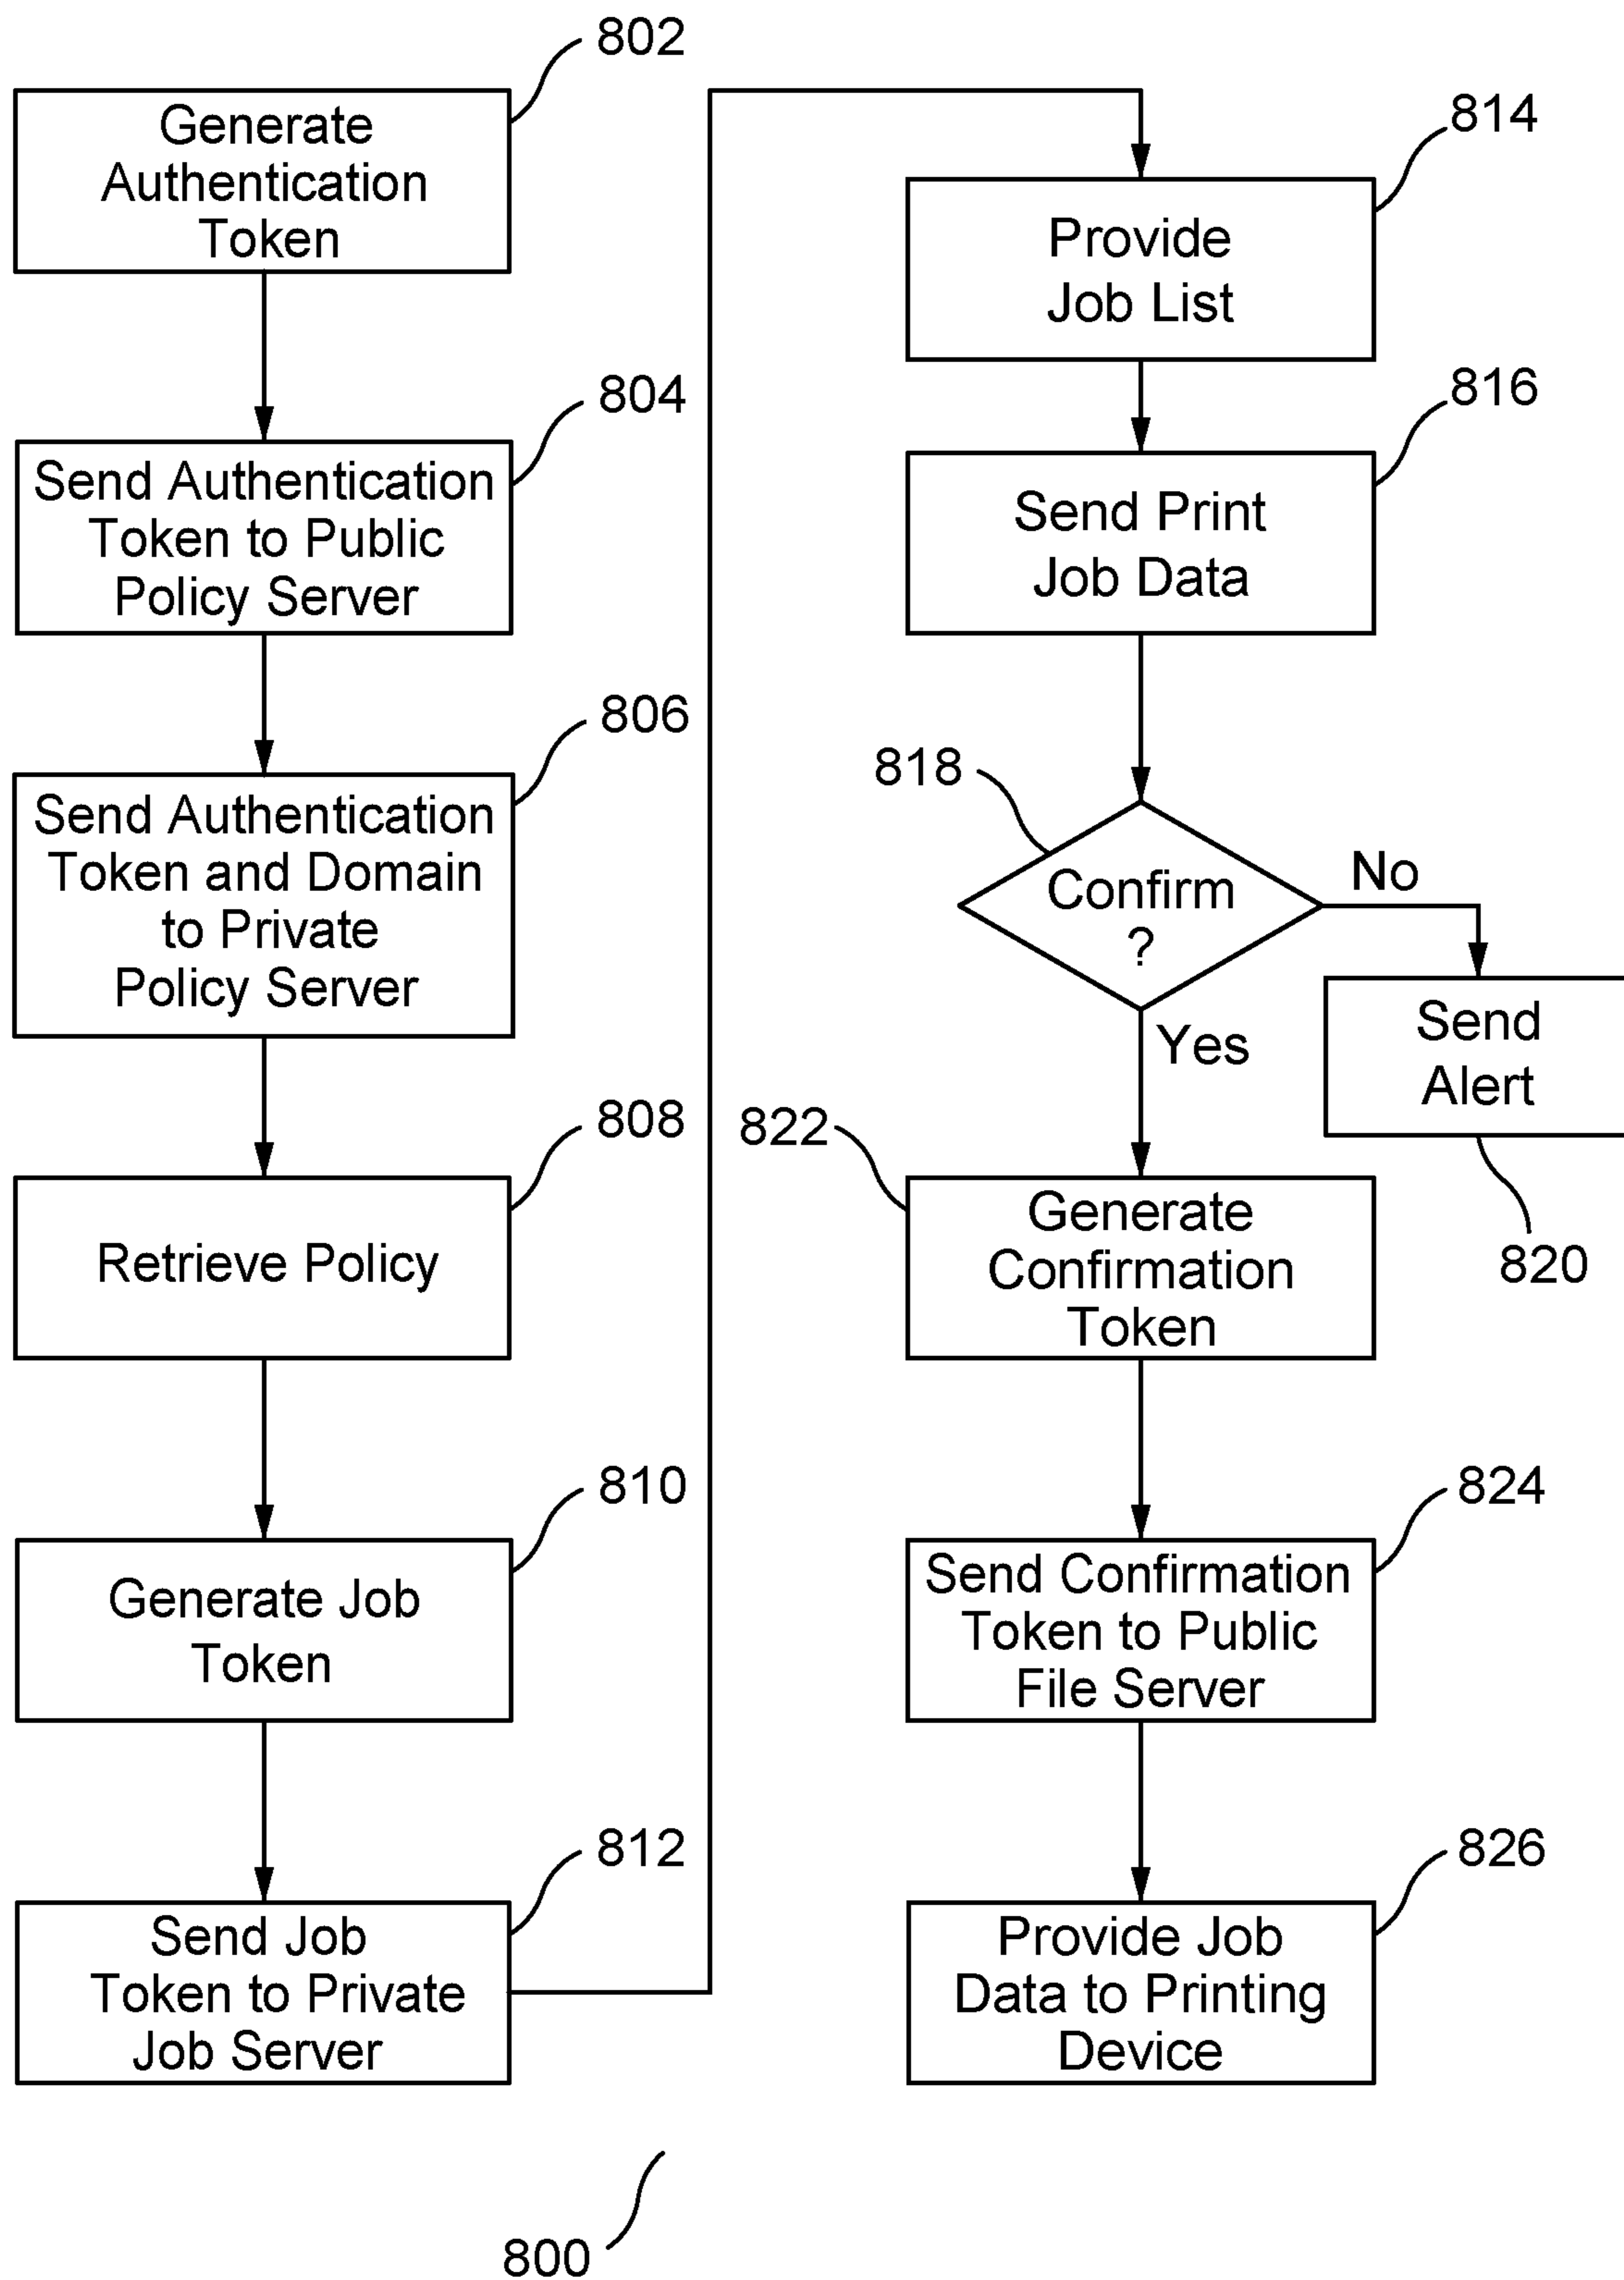 802
Generate
Authentication
Token
804
Send Authentication
Token to Public
Policy Server
806
Send Authentication
Token and Domain
to Private
Policy Server
808
Retrieve Policy
810
Generate Job
Token
812
Send Job
Token to Private
Job Server
814
Provide
Job List
816
Send Print
Job Data
818
Confirm
?
No
Yes
Send
Alert
820
822
Generate
Confirmation
Token
824
Send Confirmation
Token to Public
File Server
826
Provide Job
Data to Printing
Device
800